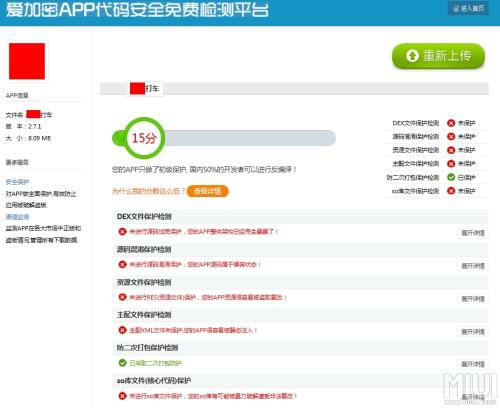 爱加密APP代码安全免费检测平台
进入首页
重新上传
打车
APP信息
文件名
打车
版 本：2.7.1
大 小：8.09 MB
15分
您的APP只做了初级保护, 国内50%的开发者可以进行反编译！
为什么我的分数这么低？ 查看详情
DEX文件保护检测 未保护
源码混淆保护检测 未保护
资源文件保护检测 未保护
主配文件保护检测 未保护
防二次打包保护检测 已保护
so库文件保护检测 未保护
更多服务
安全保护
对APP做全面保护,有效防止
应用被破解盗版.
渠道监测
监测APP在各大市场中正版和
盗版情况,管理所有下载数据.
DEX文件保护检测
未进行源码加壳保护，您的APP整体架构已经完全暴露了！
展开详情
源码混淆保护检测
未进行源码混淆保护，您的APP源码属于裸奔状态！
展开详情
资源文件保护检测
未进行RES(资源文件)保护，您的APP资源很容易被盗取篡改！
展开详情
主配文件保护检测
主配XML文件未保护,您的APP很容易被静态注入！
展开详情
防二次打包保护检测
已采取二次打包防护
展开详情
so库文件(核心代码)保护
未进行so库文件保护，您的so库有可能被暴力破解遭受非法篡改！
展开详情
MIUI